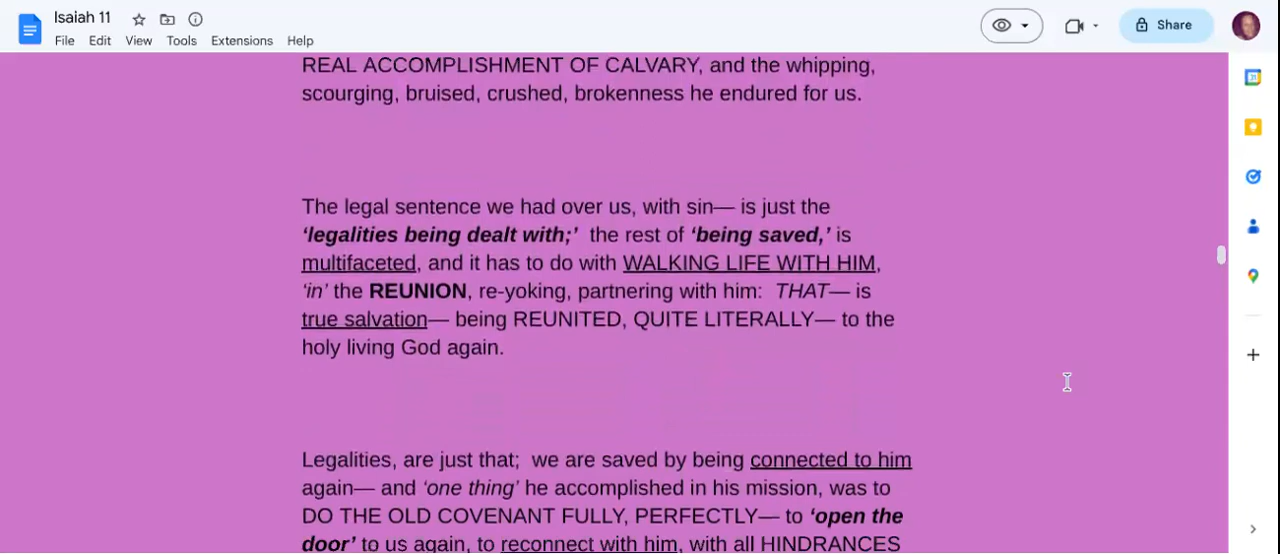 Isaiah 11
File Edit View Tools Extensions Help
Share
REAL ACCOMPLISHMENT OF CALVARY, and the whipping,
scourging, bruised, crushed, brokenness he endured for us.
The legal sentence we had over us, with sin— is just the
‘legalities being dealt with;’  the rest of ‘being saved,’ is
multifaceted, and it has to do with WALKING LIFE WITH HIM,
‘in’ the REUNION, re-yoking, partnering with him:  THAT— is
true salvation— being REUNITED, QUITE LITERALLY— to the
holy living God again.
Legalities, are just that;  we are saved by being connected to him
again— and ‘one thing’ he accomplished in his mission, was to
DO THE OLD COVENANT FULLY, PERFECTLY— to ‘open the
door’ to us again, to reconnect with him, with all HINDRANCES